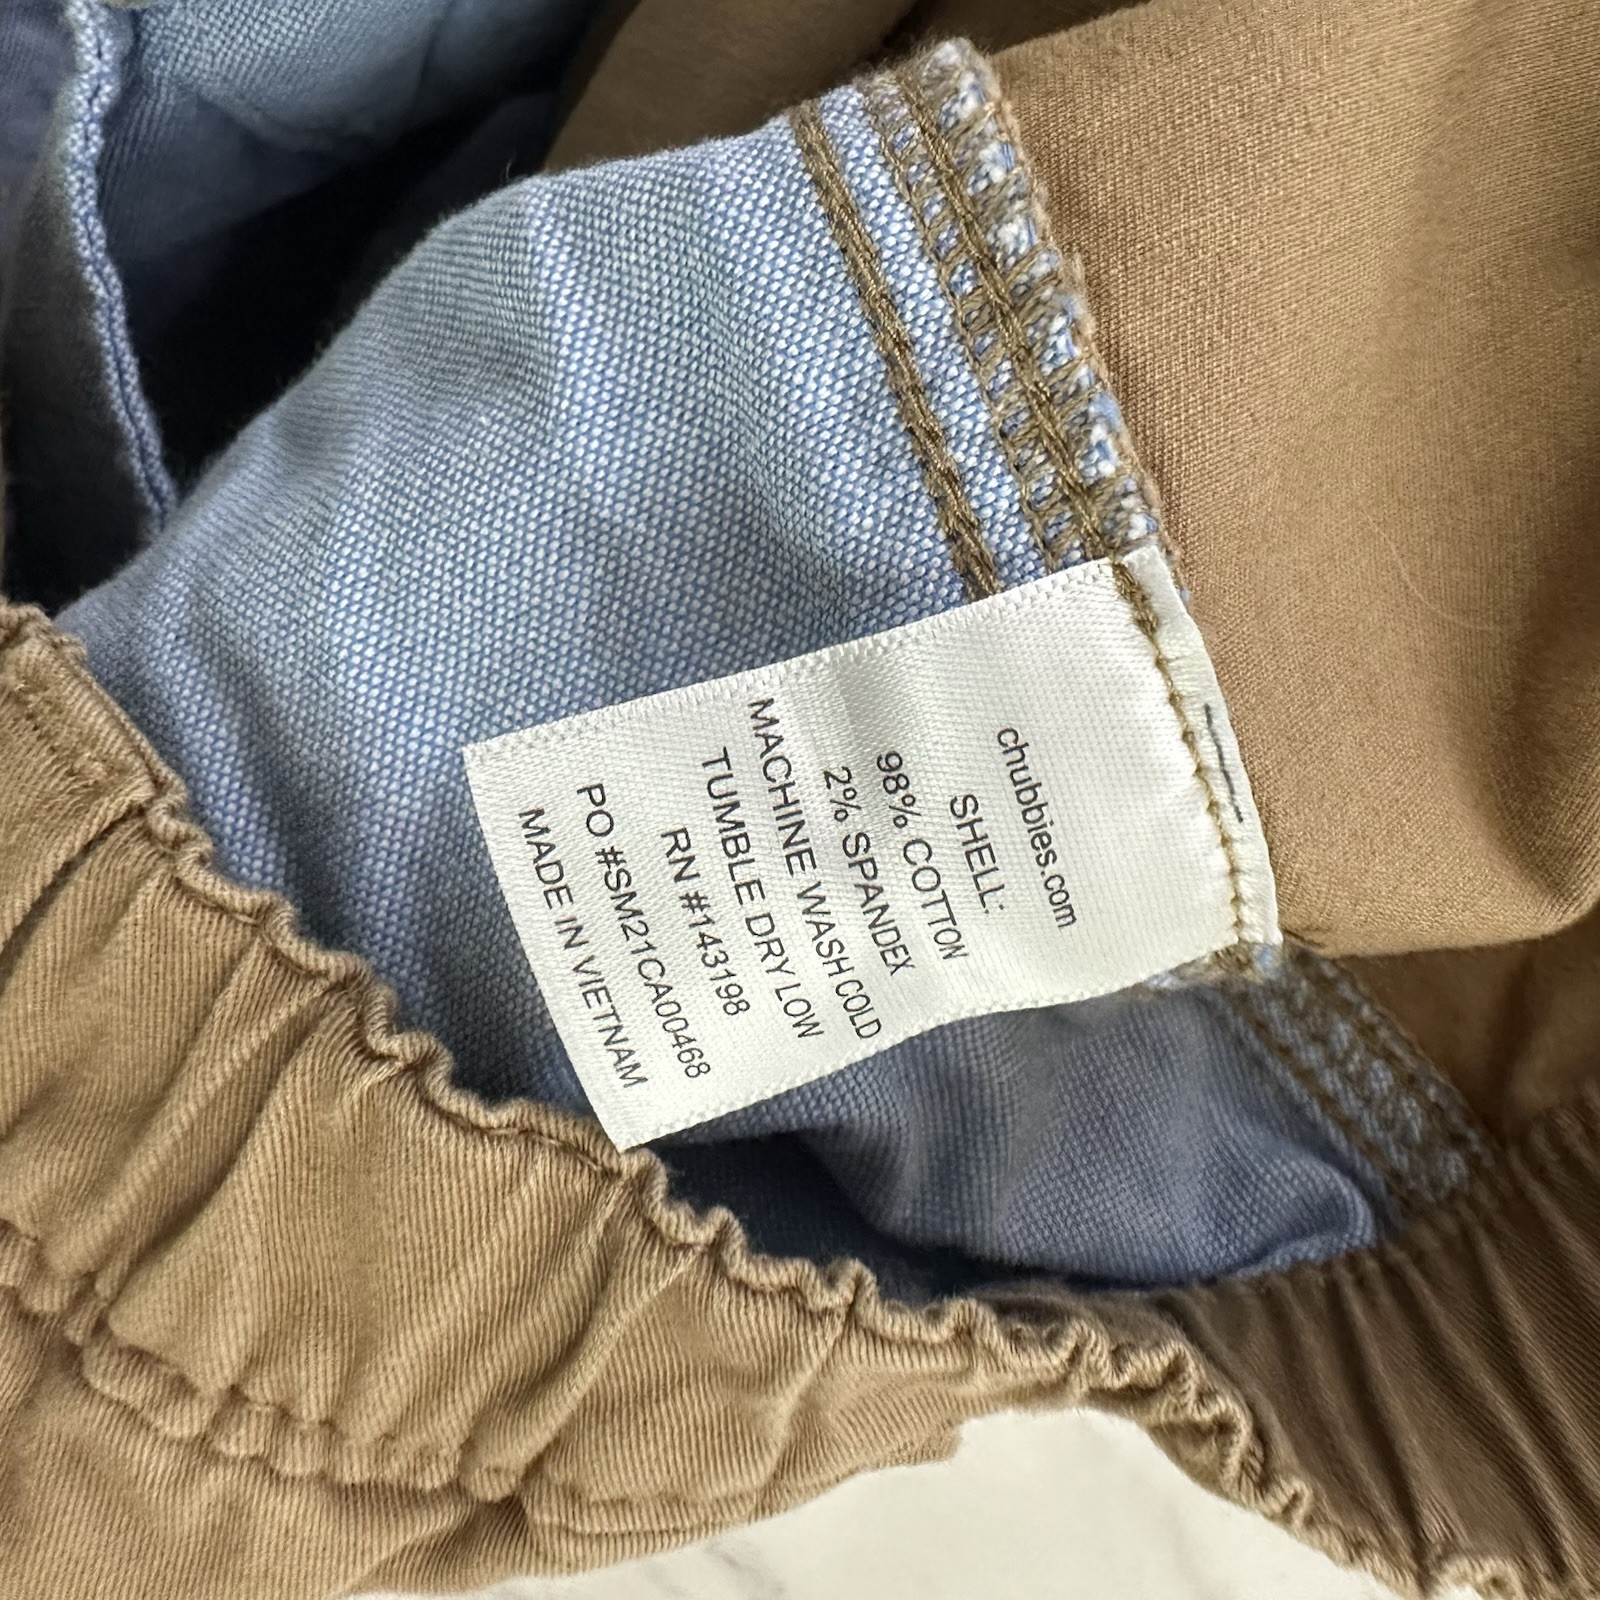 chubbies.com
SHELL:
98% COTTON
2% SPANDEX
MACHINE WASH COLD
TUMBLE DRY LOW
RN #143198
PO #SM21CA00468
MADE IN VIETNAM